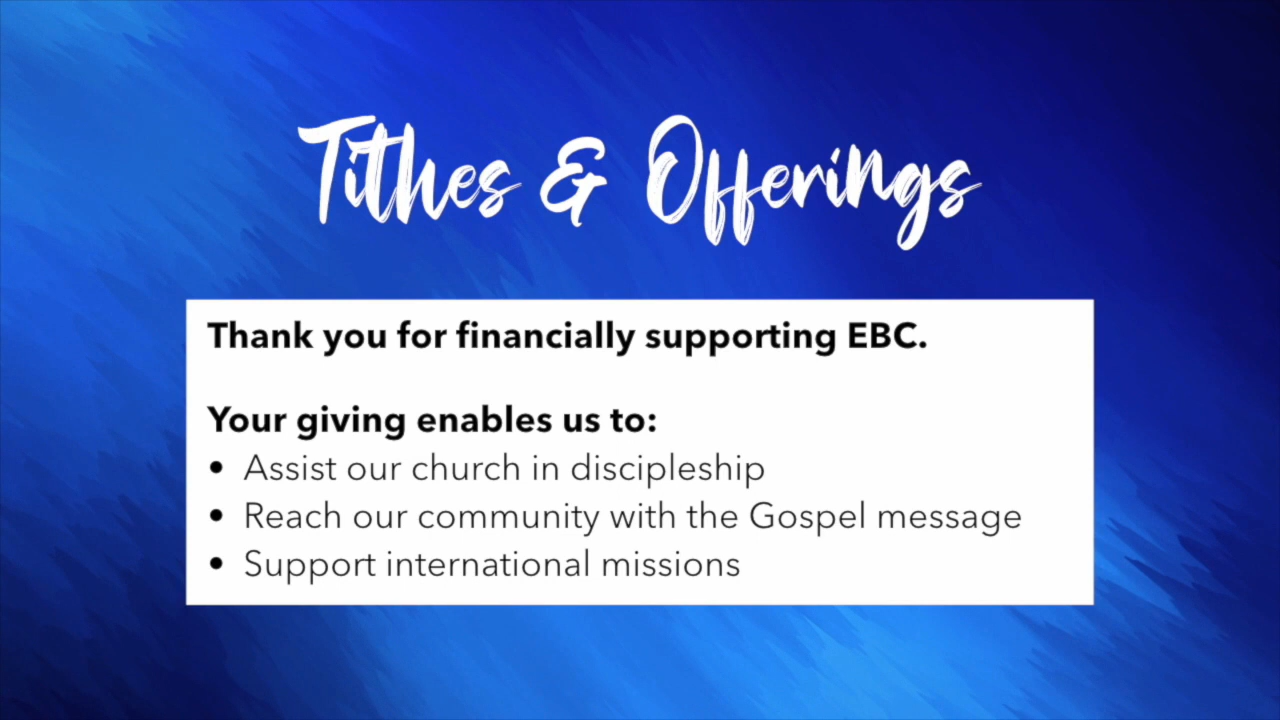 Tithes & Offerings
Thank you for financially supporting EBC.
Your giving enables us to:
• Assist our church in discipleship
• Reach our community with the Gospel message
• Support international missions